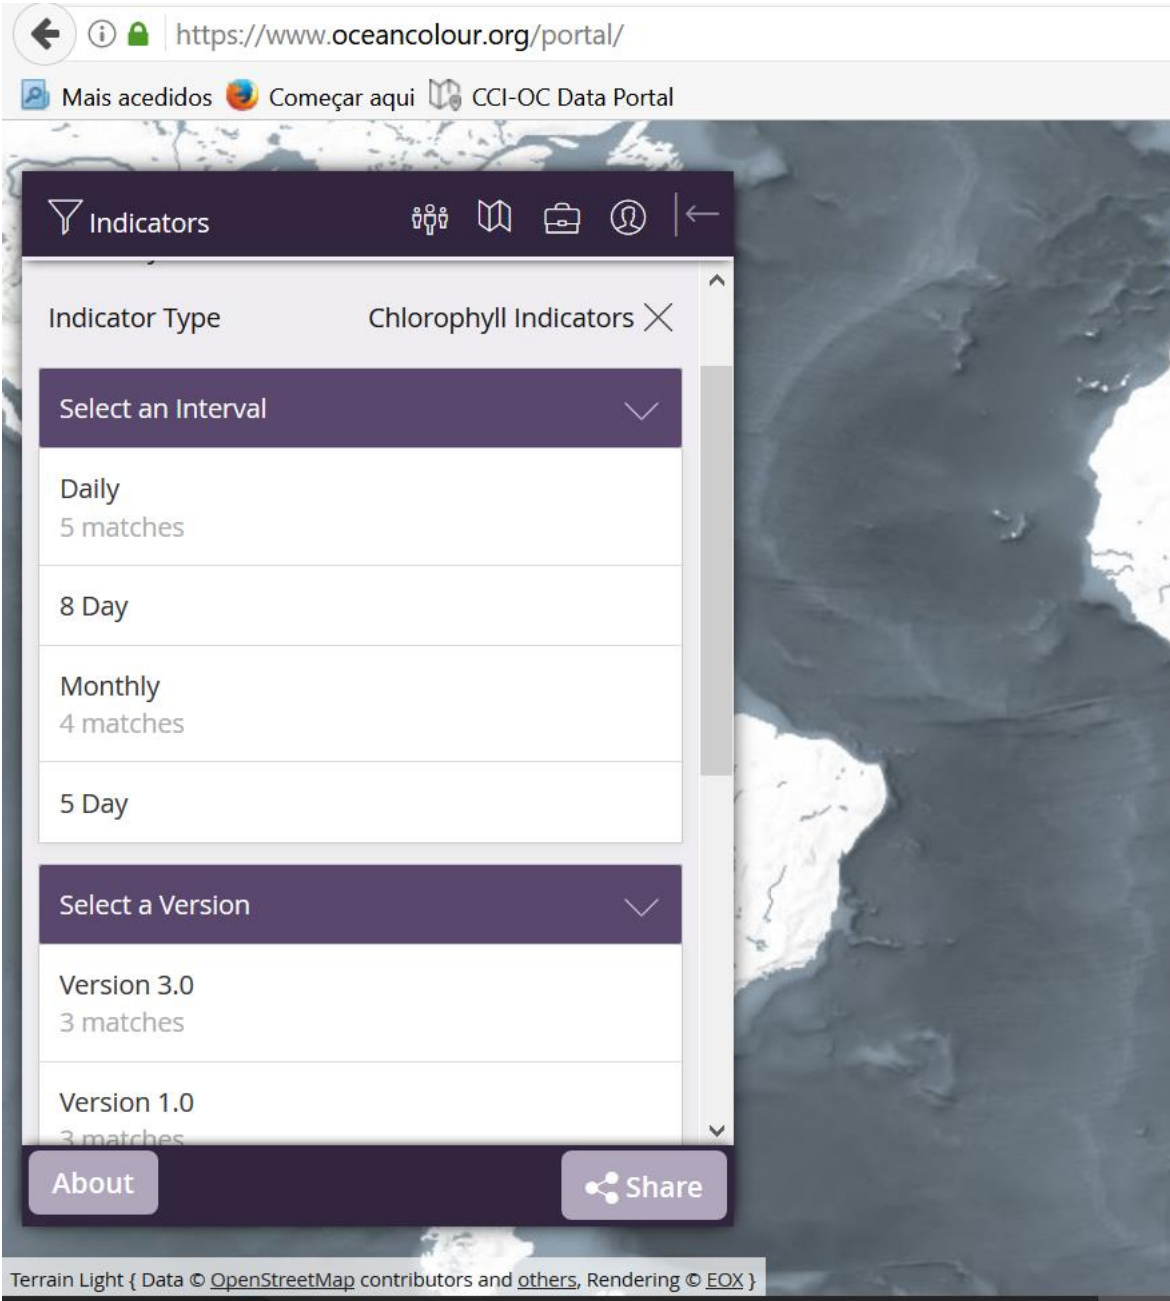 https://www.oceancolour.org/portal/
Mais acedidos Começar aqui CCI-OC Data Portal
Indicators
Indicator Type Chlorophyll Indicators
Select an Interval
Daily
5 matches
8 Day
Monthly
4 matches
5 Day
Select a Version
Version 3.0
3 matches
Version 1.0
3 matches
About Share
Terrain Light { Data © OpenStreetMap contributors and others, Rendering © EOX }